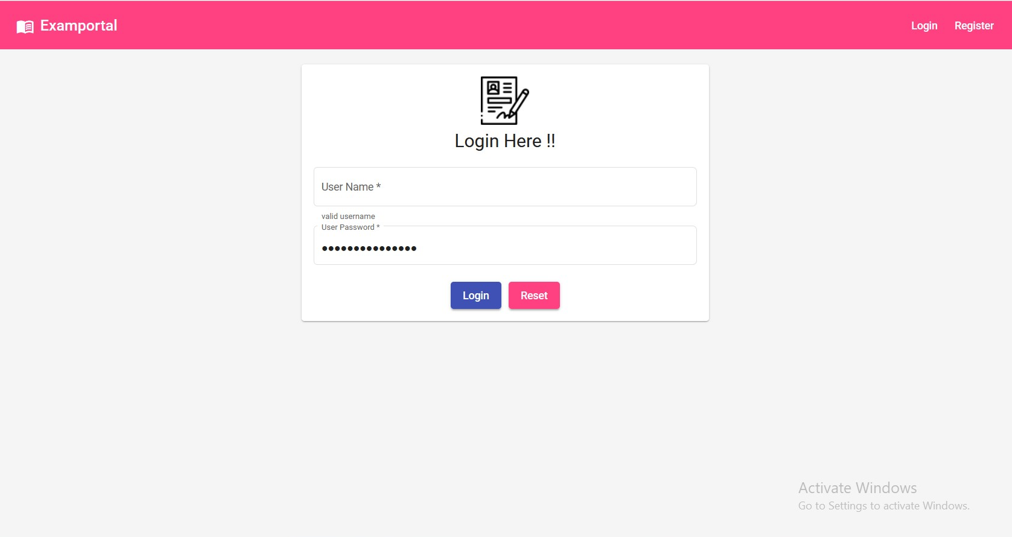 Examportal
Login Register
Login Here !!
User Name *
valid username
User Password *
•••••••••••••••
Login Reset
Activate Windows
Go to Settings to activate Windows.